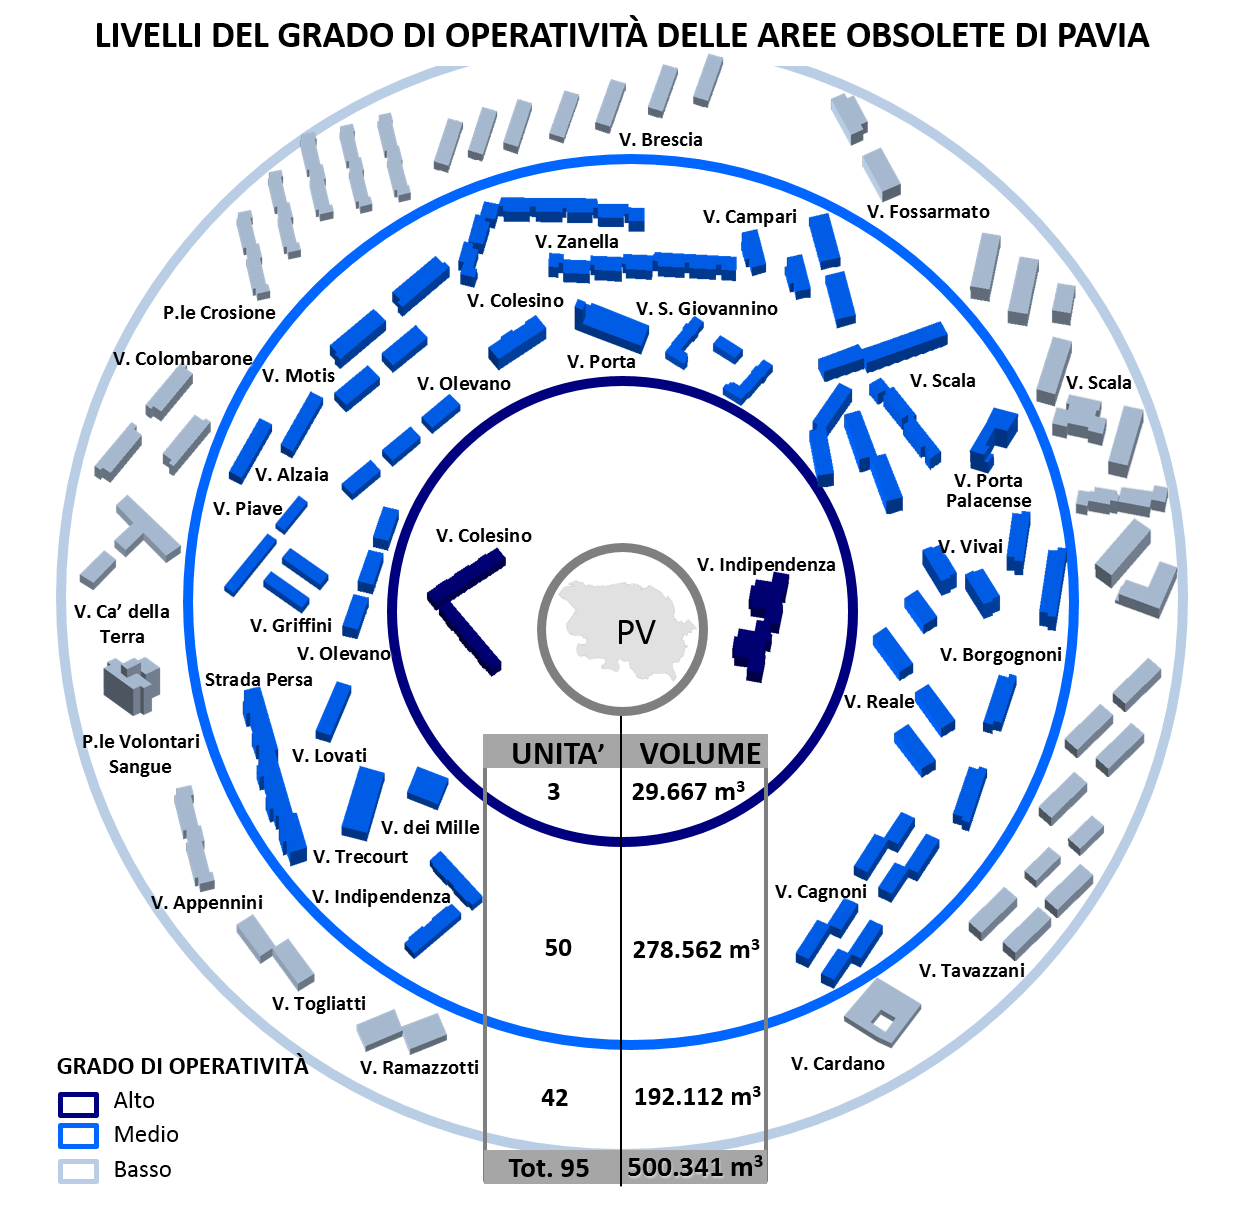 LIVELLI DEL GRADO DI OPERATIVITÀ DELLE AREE OBSOLETE DI PAVIA
V. Brescia
V. Fossarmato
V. Campari
V. Zanella
P.le Crosione
V. Colesino
V. S. Giovannino
V. Colombarone
V. Motis
V. Olevano
V. Porta
V. Scala
V. Scala
V. Alzaia
V. Porta
Palacense
V. Piave
V. Colesino
V. Vivai
V. Indipendenza
V. Ca’ della
Terra
V. Griffini
V. Olevano
PV
V. Borgognoni
Strada Persa
V. Reale
P.le Volontari
Sangue
V. Lovati
UNITA’ VOLUME
3 29.667 m³
V. dei Mille
V. Trecourt
V. Appennini
V. Indipendenza
V. Cagnoni
50 278.562 m³
V. Tavazzani
V. Togliatti
V. Ramazzotti
V. Cardano
42 192.112 m³
Tot. 95 500.341 m³
GRADO DI OPERATIVITÀ
Alto
Medio
Basso